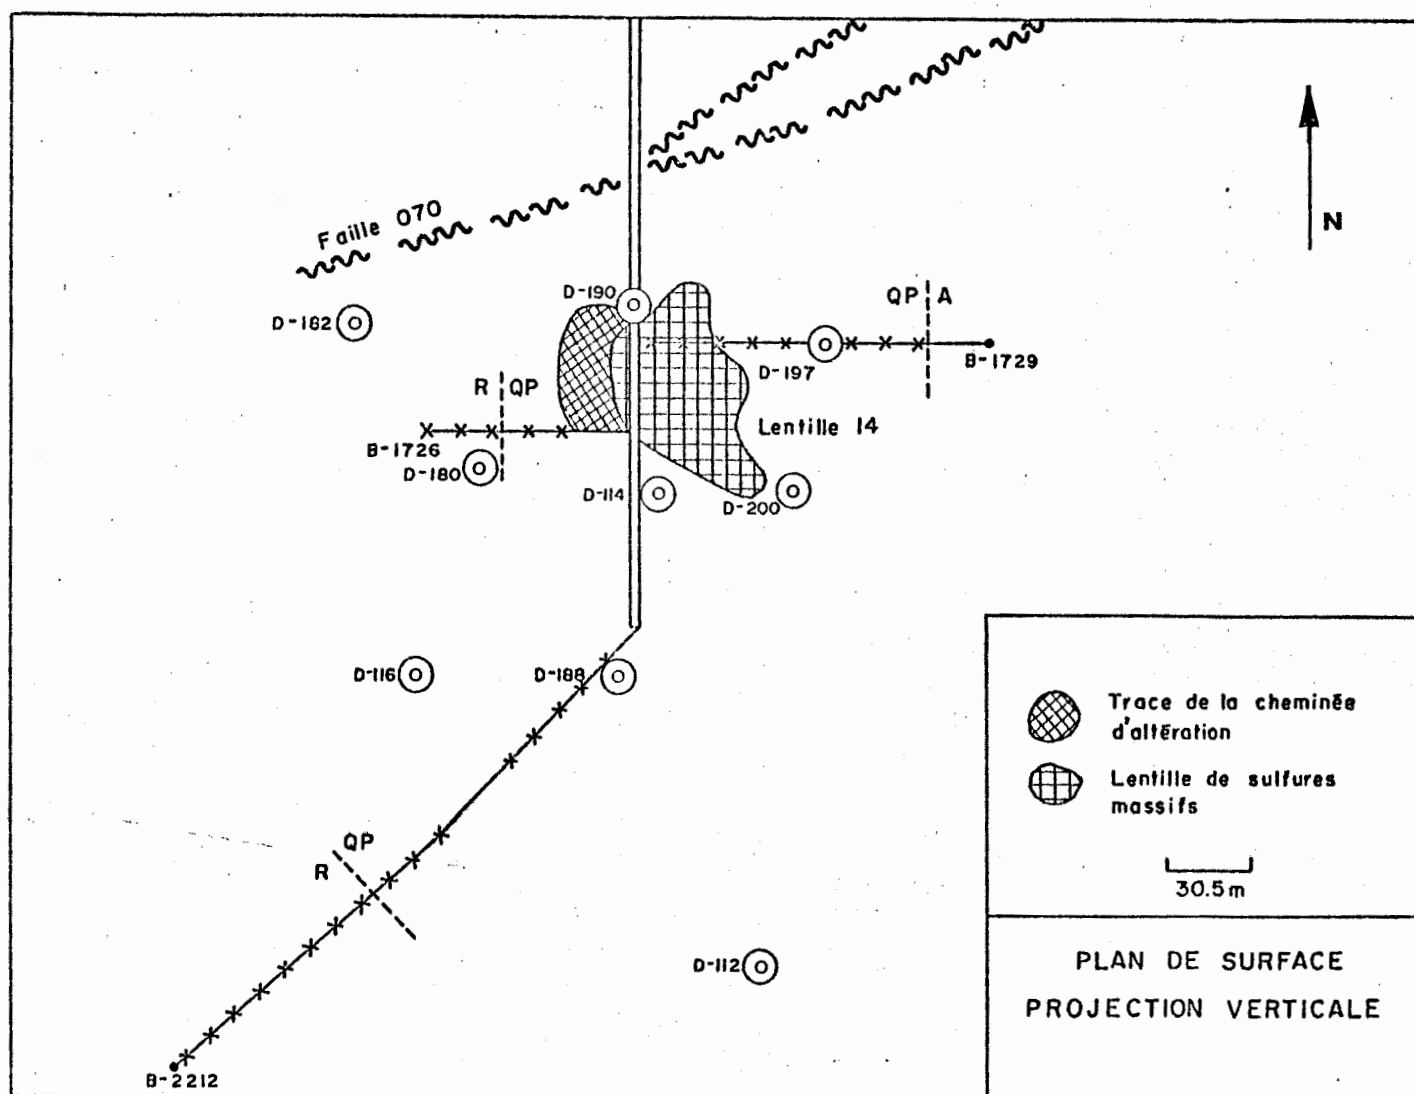 Faille 070
N
D-190
QP A
D-182
D-197
B-1729
R QP
Lentille 14
B-1726
D-180
D-114
D-200
D-116
D-188
Trace de la cheminée
d'altération
Lentille de sulfures
massifs
QP
R
30.5m
D-112
PLAN DE SURFACE
PROJECTION VERTICALE
B-2212